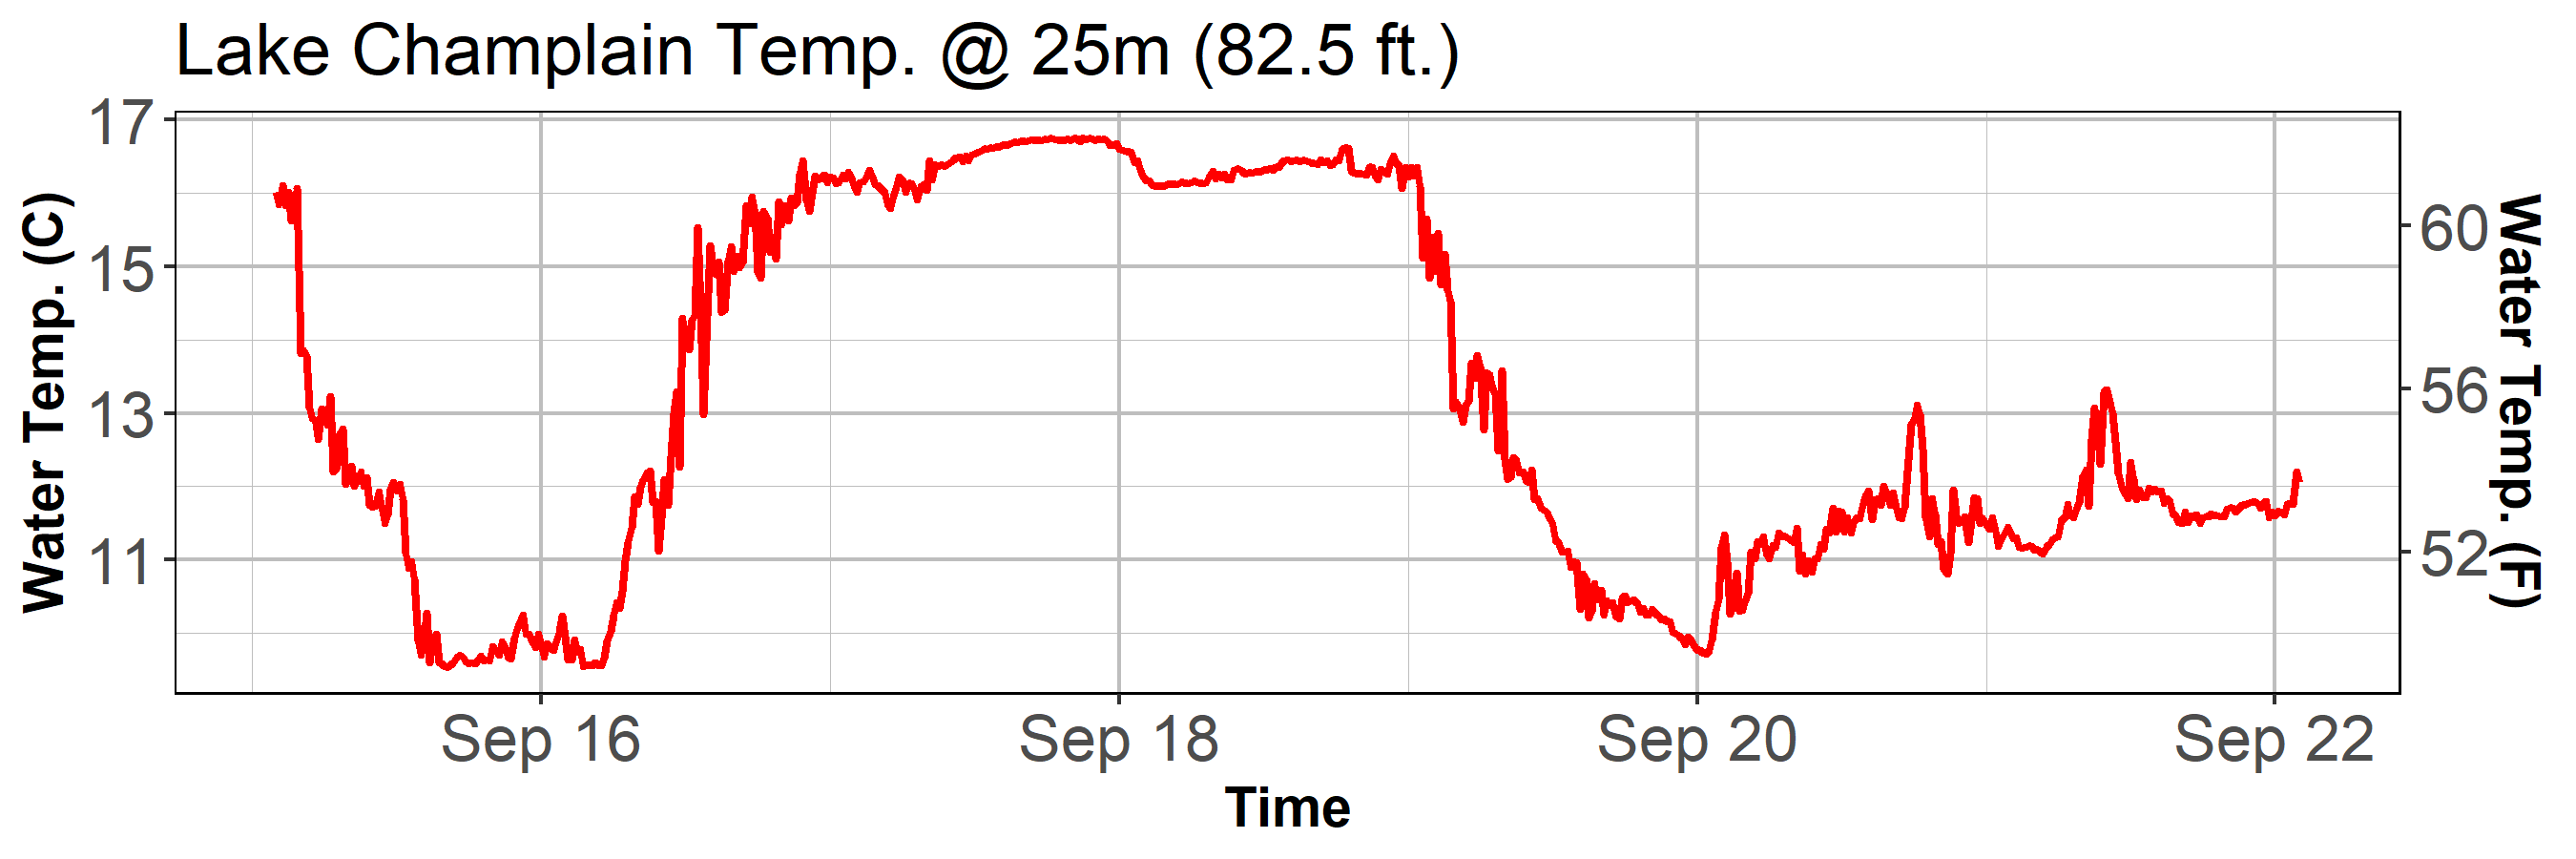 Lake Champlain Temp. @ 25m (82.5 ft.)
Water Temp. (C)
17
15
13
11
60
56
52
Water Temp. (F)
Sep 16
Sep 18
Sep 20
Sep 22
Time